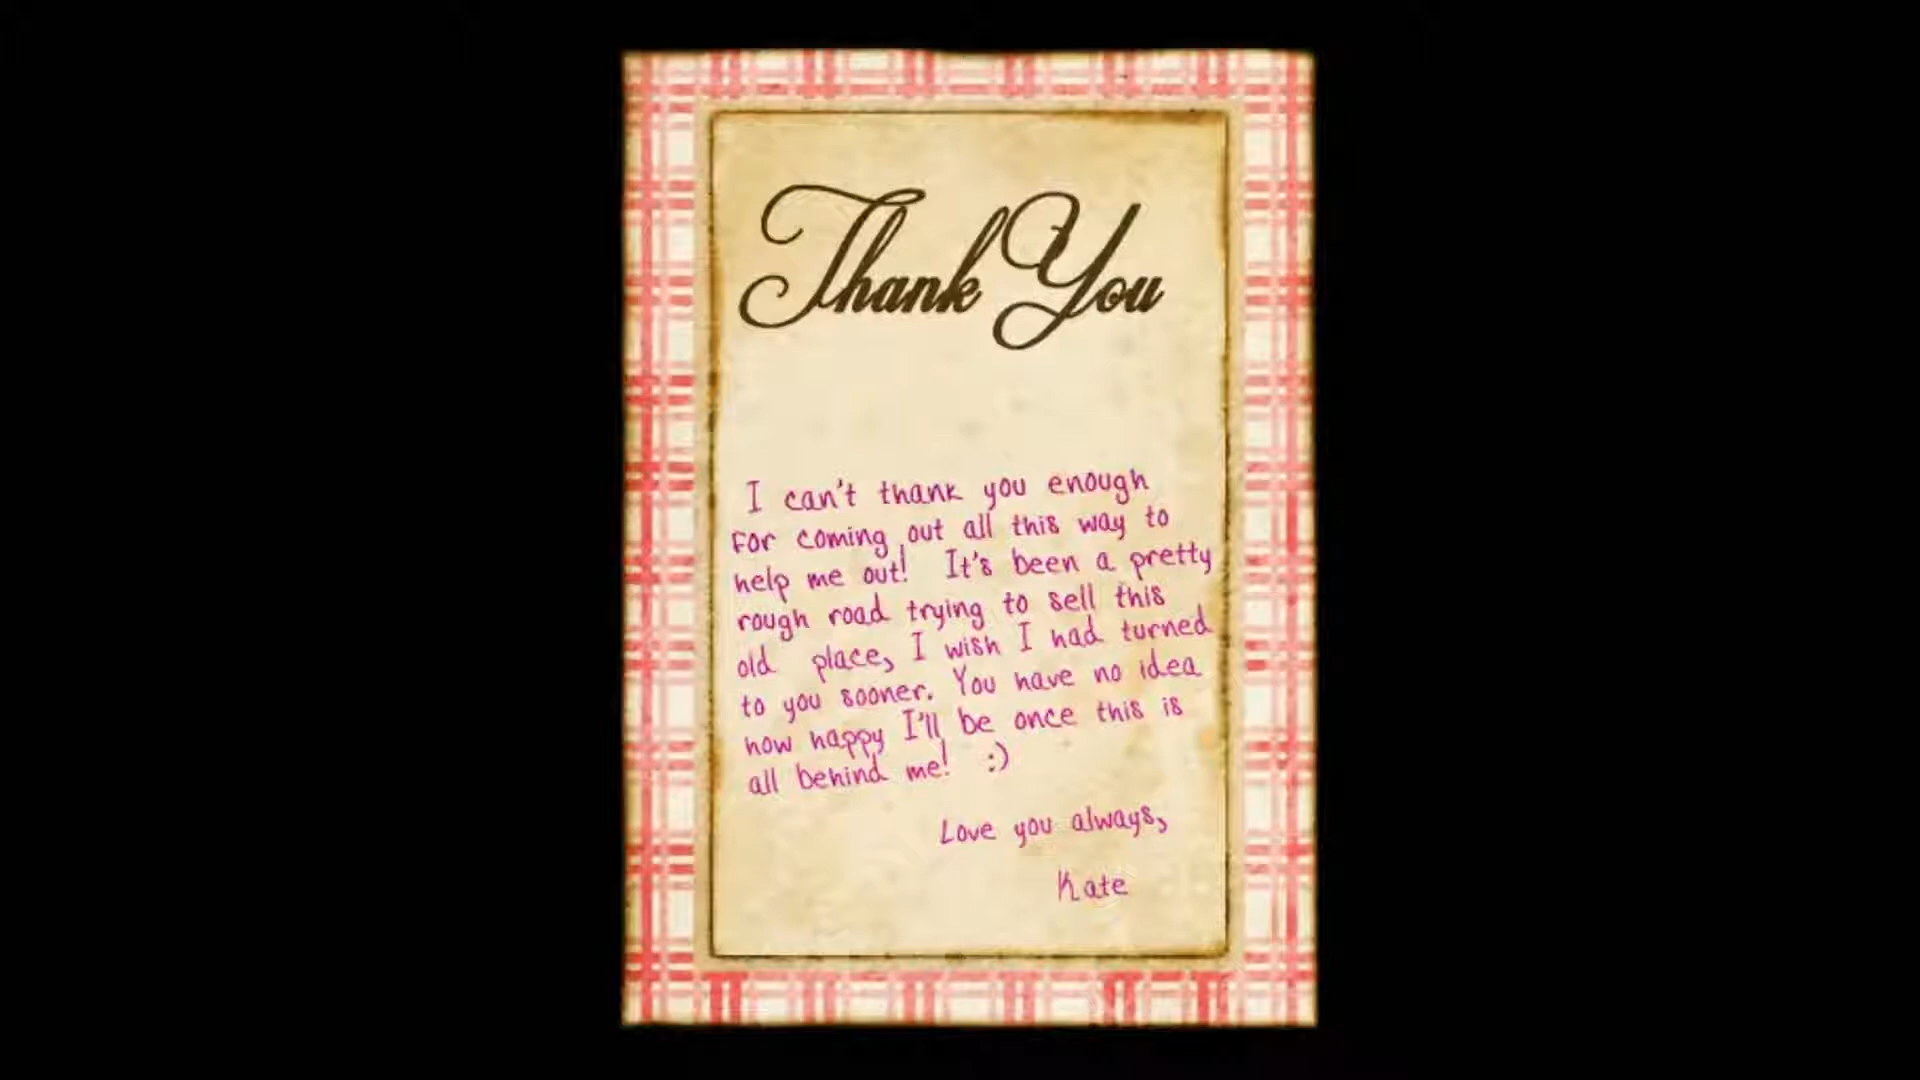 Thank You
I can't thank you enough
For coming out all this way to
help me out! It's been a pretty
rough road trying to sell this
old place, I wish I had turned
to you sooner. You have no idea
how happy I'll be once this is
all behind me! :)
Love you always,
Kate